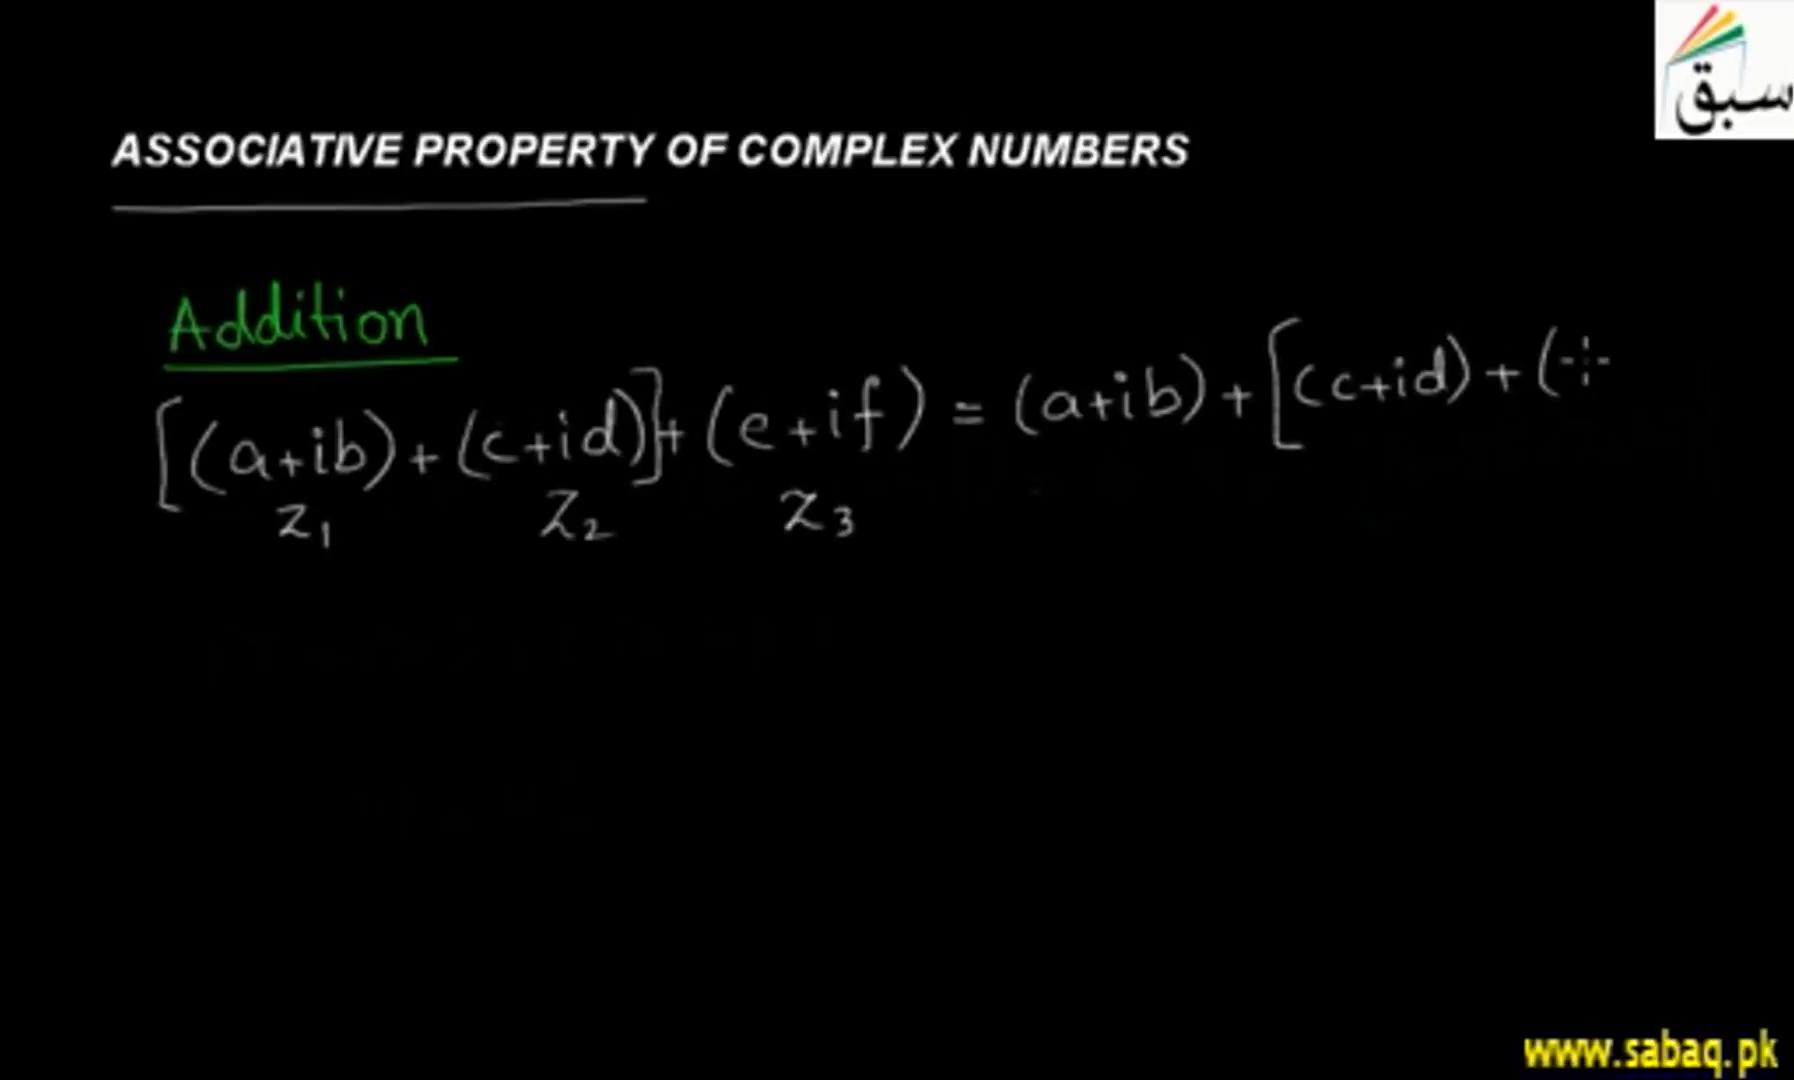 سبق
ASSOCIATIVE PROPERTY OF COMPLEX NUMBERS
Addition
[(a+ib)+(c+id)]+(e+if)=(a+ib)+[(c+id)+(
z₁ z₂ z₃
www.sabaq.pk